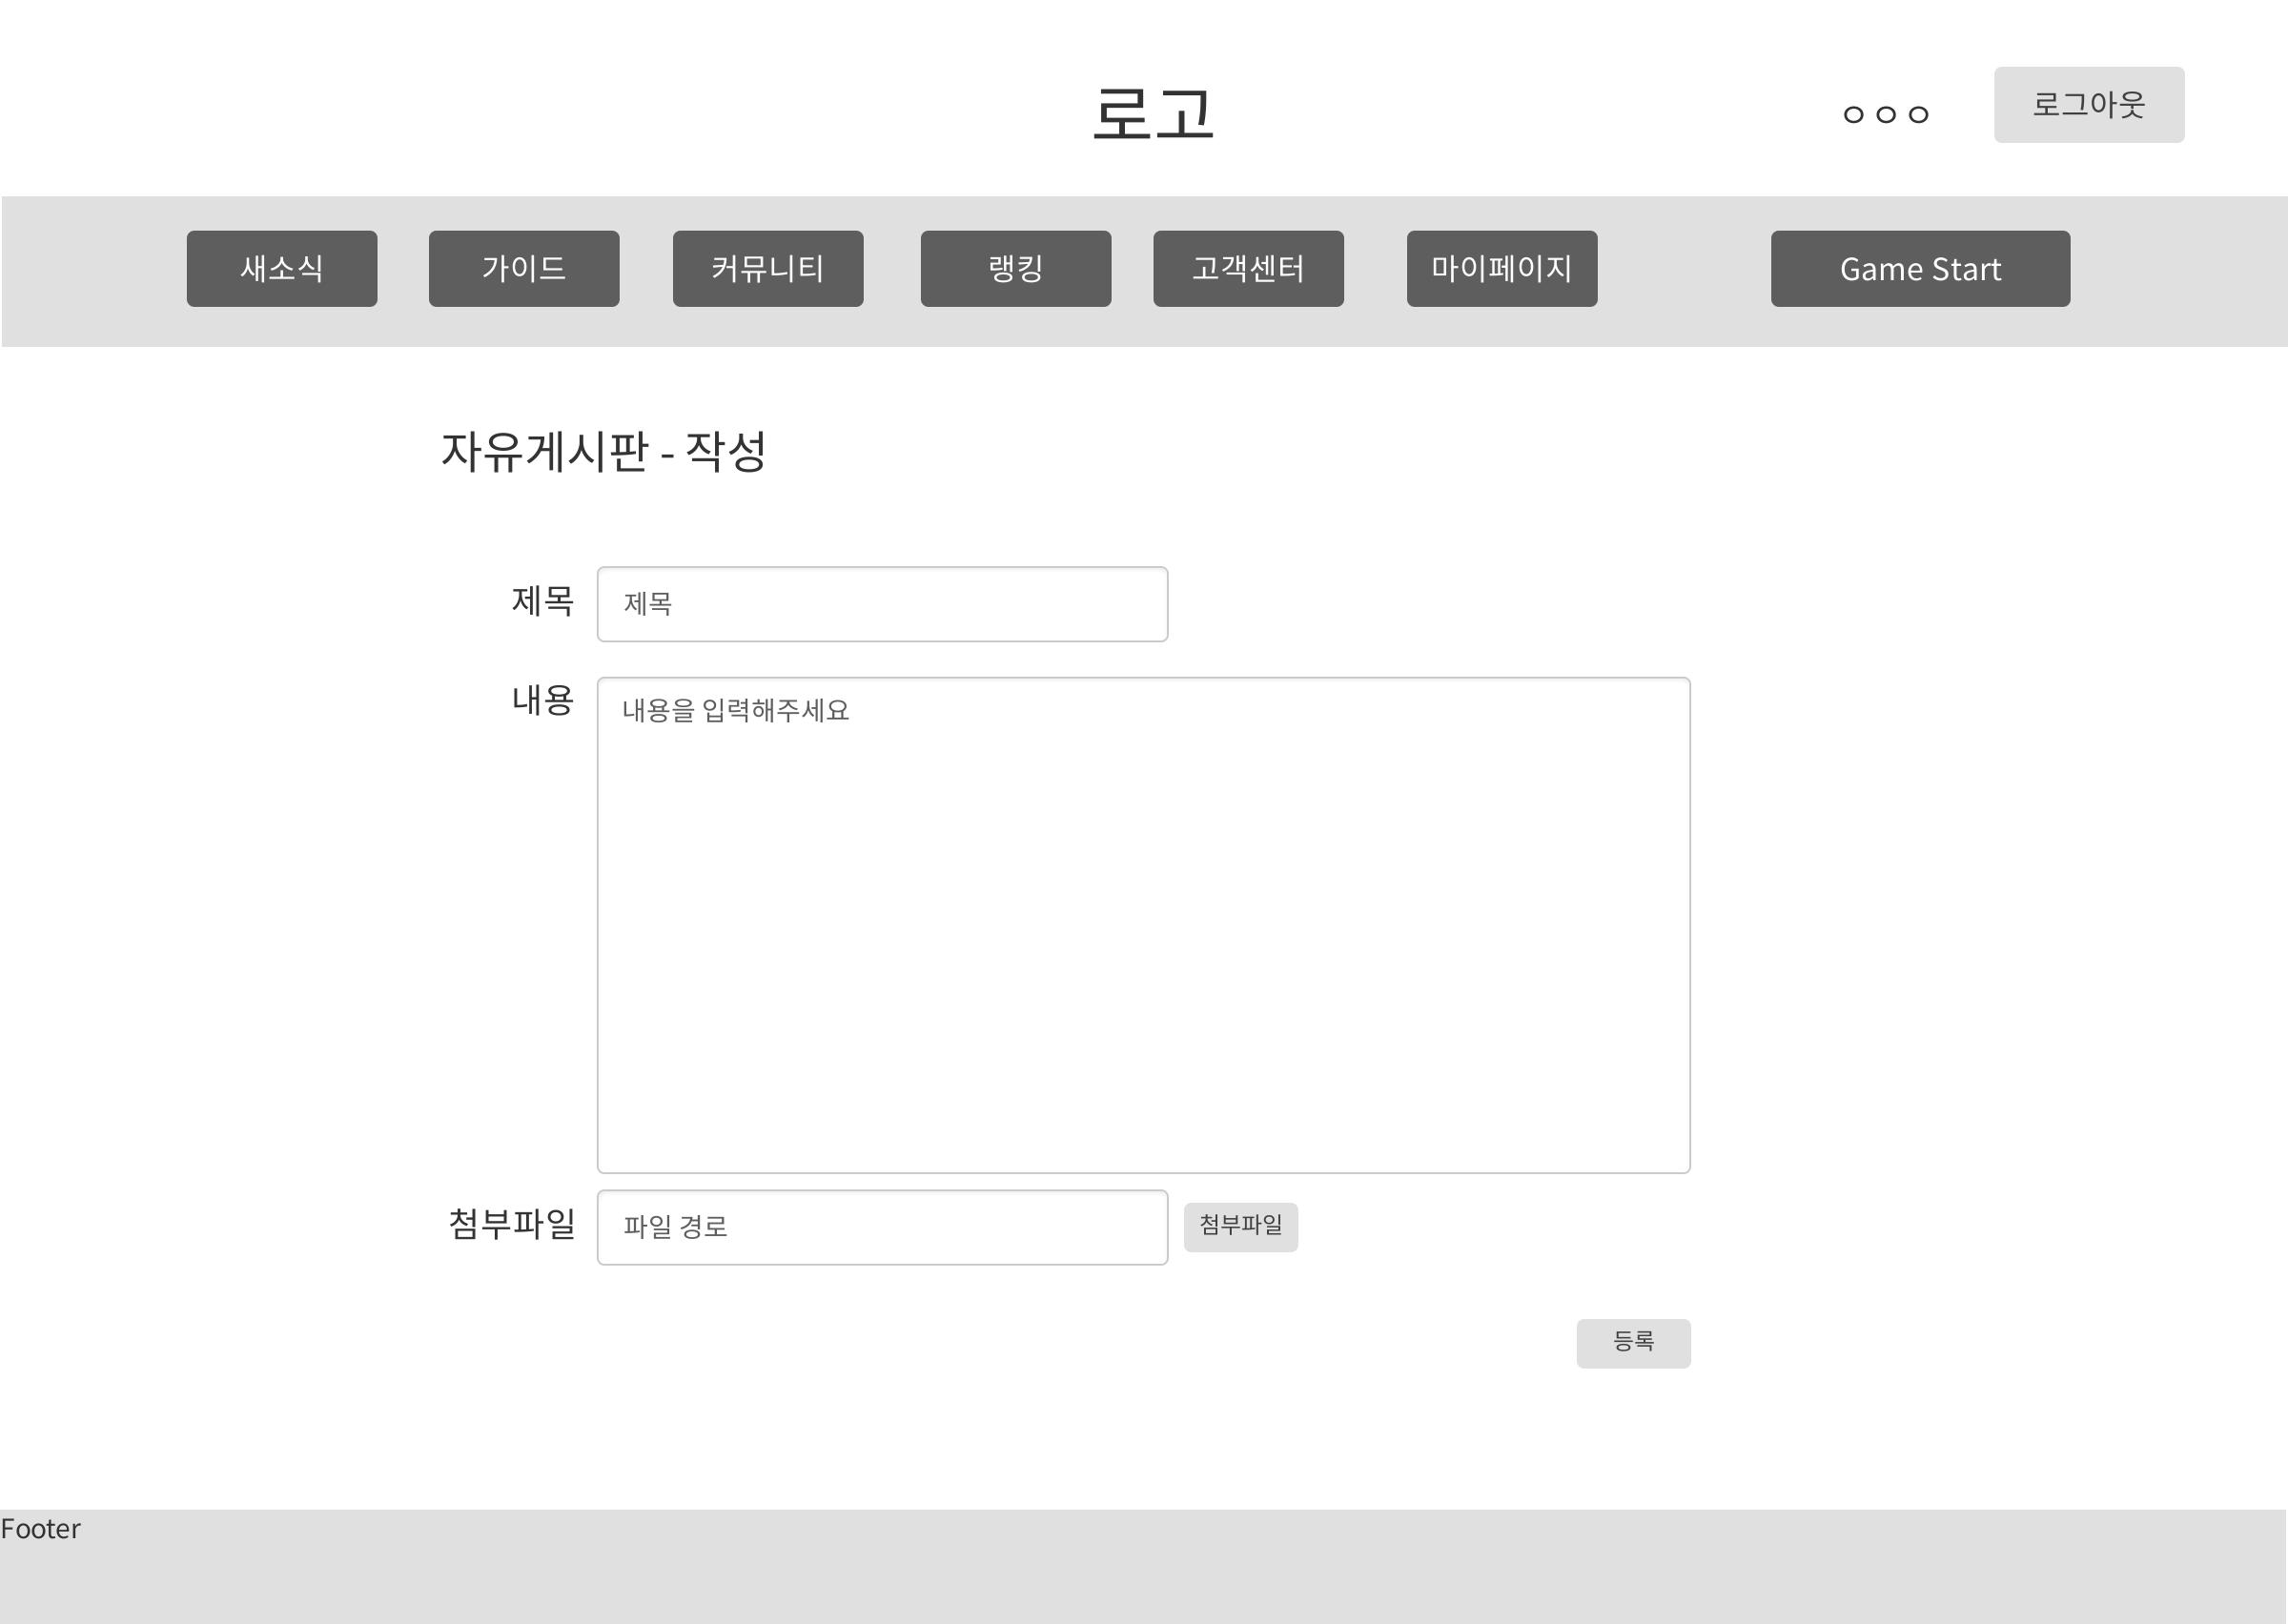 로고
ㅇㅇㅇ
로그아웃
새소식
가이드
커뮤니티
랭킹
고객센터
마이페이지
Game Start
자유게시판 - 작성
제목
제목
내용
내용을 입력해주세요
첨부파일
파일 경로
첨부파일
등록
Footer